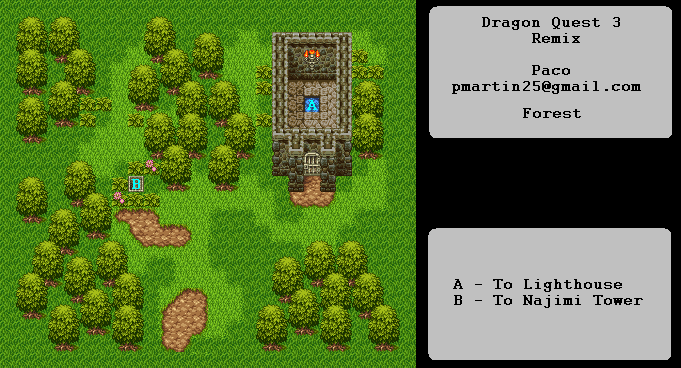 Dragon Quest 3
Remix
Paco
pmartin25@gmail.com
Forest
A
B
A - To Lighthouse
B - To Najimi Tower